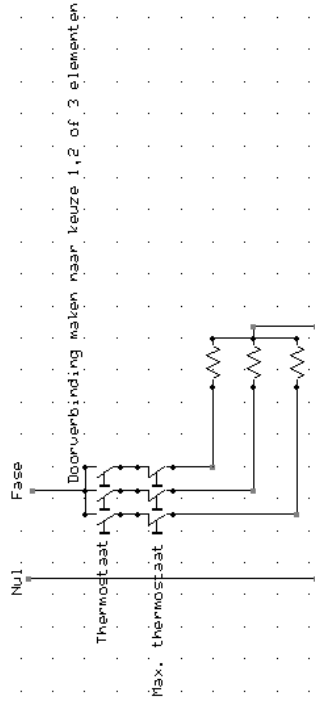 Doorverbinding maken naar keuze 1,2 of 3 elementen
Fase
Nul
Thermostaat
Max. thermostaat